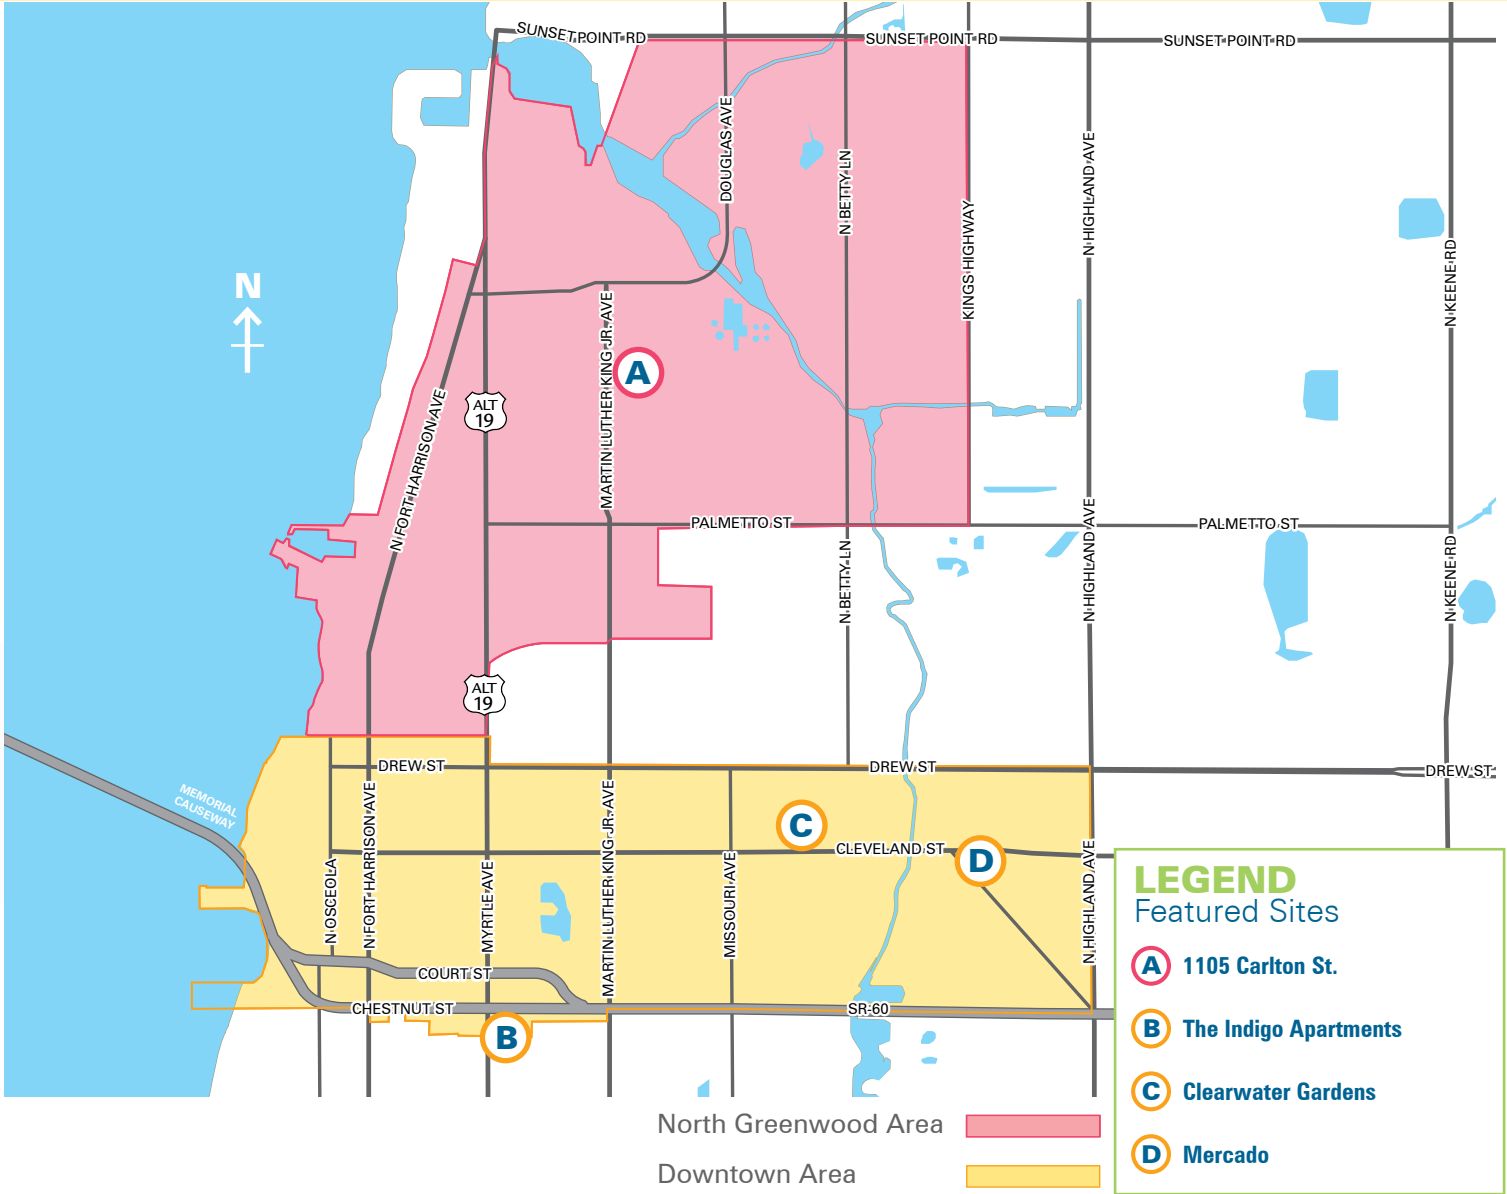 SUNSET POINT RD
SUNSET POINT RD
SUNSET POINT RD
DOUGLAS AVE
N BETTY LN
KINGS HIGHWAY
N HIGHLAND AVE
N KEENE RD
N
MARTIN LUTHER KING JR. AVE
A
ALT
19
N FORT HARRISON AVE
PALMETTO ST
PALMETTO ST
N BETTY LN
N HIGHLAND AVE
N KEENE RD
ALT
19
DREW ST
DREW ST
DREW ST
MEMORIAL
CAUSEWAY
N OSCEOLA
N FORT HARRISON AVE
MYRTLE AVE
MARTIN LUTHER KING JR. AVE
MISSOURI AVE
C
CLEVELAND ST
D
N HIGHLAND AVE
COURT ST
CHESTNUT ST
SR-60
B
LEGEND
Featured Sites
A 1105 Carlton St.
B The Indigo Apartments
C Clearwater Gardens
D Mercado
North Greenwood Area
Downtown Area